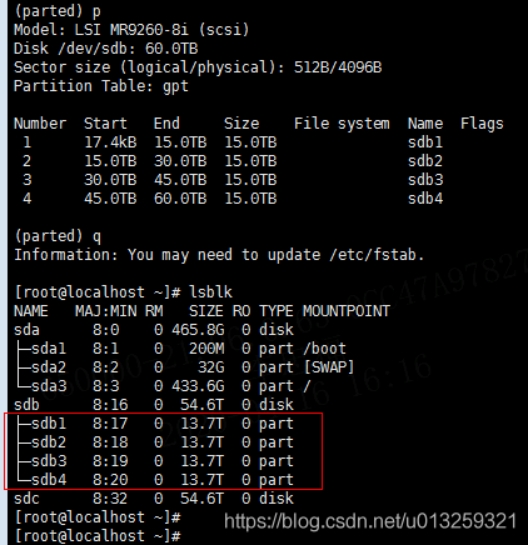 (parted) p
Model: LSI MR9260-8i (scsi)
Disk /dev/sdb: 60.0TB
Sector size (logical/physical): 512B/4096B
Partition Table: gpt
Number  Start   End     Size    File system  Name  Flags
 1      17.4kB  15.0TB  15.0TB               sdb1
 2      15.0TB  30.0TB  15.0TB               sdb2
 3      30.0TB  45.0TB  15.0TB               sdb3
 4      45.0TB  60.0TB  15.0TB               sdb4
(parted) q
Information: You may need to update /etc/fstab.
[root@localhost ~]# lsblk
NAME   MAJ:MIN RM   SIZE RO TYPE MOUNTPOINT
sda      8:0    0 465.8G  0 disk
├─sda1   8:1    0   200M  0 part /boot
├─sda2   8:2    0    32G  0 part [SWAP]
└─sda3   8:3    0 433.6G  0 part /
sdb      8:16   0  54.6T  0 disk
├─sdb1   8:17   0  13.7T  0 part
├─sdb2   8:18   0  13.7T  0 part
├─sdb3   8:19   0  13.7T  0 part
└─sdb4   8:20   0  13.7T  0 part
sdc      8:32   0  54.6T  0 disk
[root@localhost ~]#
[root@localhost ~]#
https://blog.csdn.net/u013259321